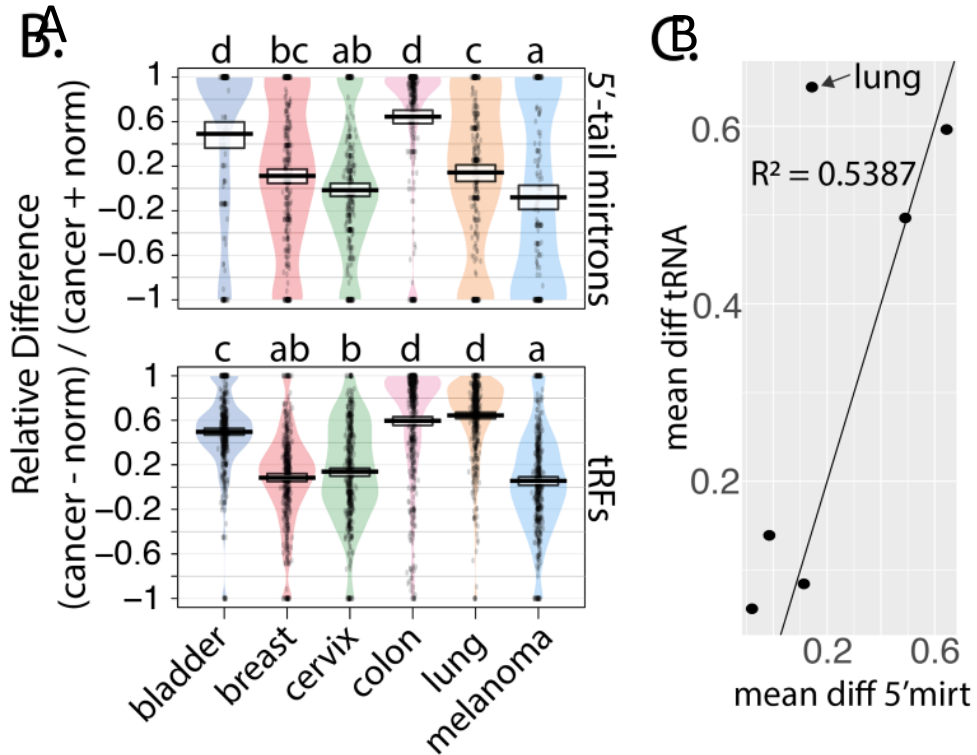 B.
A
d bc ab d c a
1
0.6
0.2
−0.2
−0.6
−1
5′-tail mirtrons
c ab b d d a
1
0.6
0.2
−0.2
−0.6
−1
tRFs
Relative Difference
(cancer - norm) / (cancer + norm)
bladder
breast
cervix
colon
lung
melanoma
C.
B
lung
R² = 0.5387
0.6
0.4
0.2
mean diff tRNA
0.2 0.6
mean diff 5′mirt